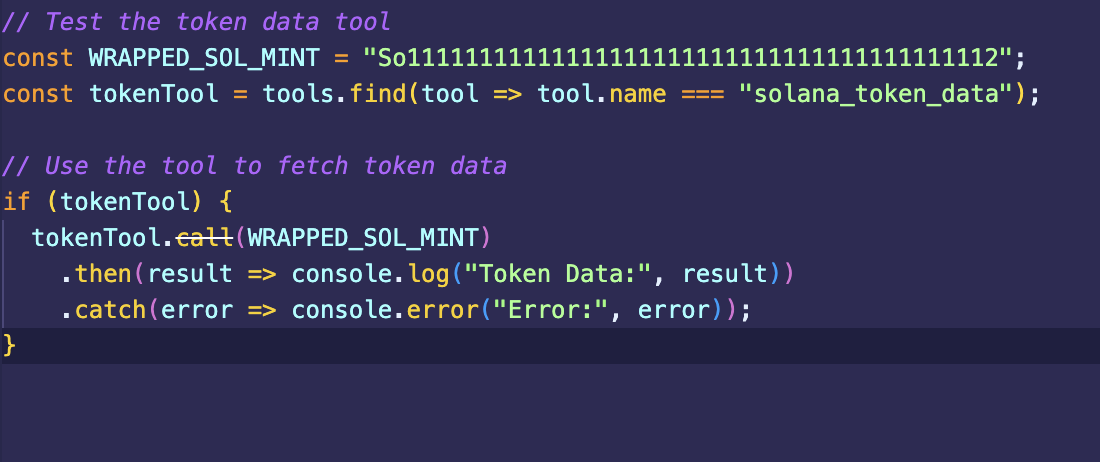 // Test the token data tool
const WRAPPED_SOL_MINT = "So11111111111111111111111111111111111111112";
const tokenTool = tools.find(tool => tool.name === "solana_token_data");
// Use the tool to fetch token data
if (tokenTool) {
tokenTool.call(WRAPPED_SOL_MINT)
.then(result => console.log("Token Data:", result))
.catch(error => console.error("Error:", error));
}